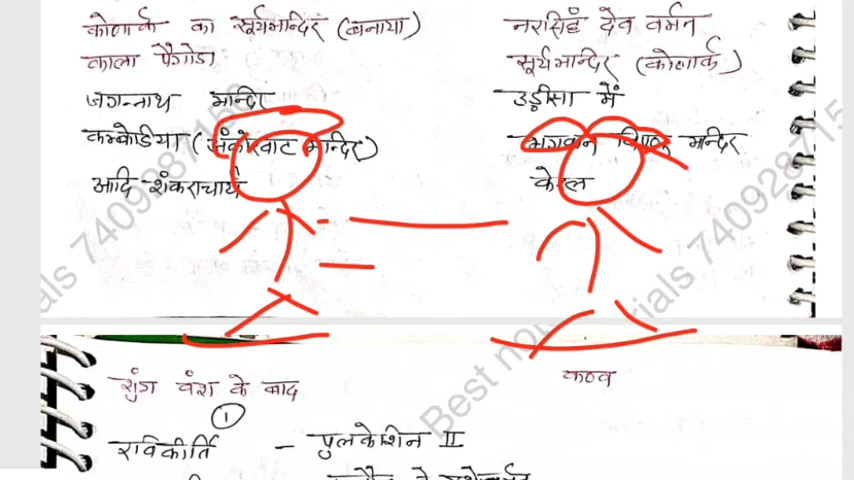 कोणार्क का सूर्यमन्दिर (बनाया) नरसिंह देव वर्मन
काला पैगोडा सूर्यमन्दिर (कोणार्क)
जगन्नाथ मन्दिर उड़ीसा में
कम्बोडिया (अंकोरवाट मन्दिर) भगवान विष्णु मन्दिर
आदि शंकराचार्य केरल
शुंग वंश के बाद कण्व
①
रविकीर्ति - पुलकेशिन II